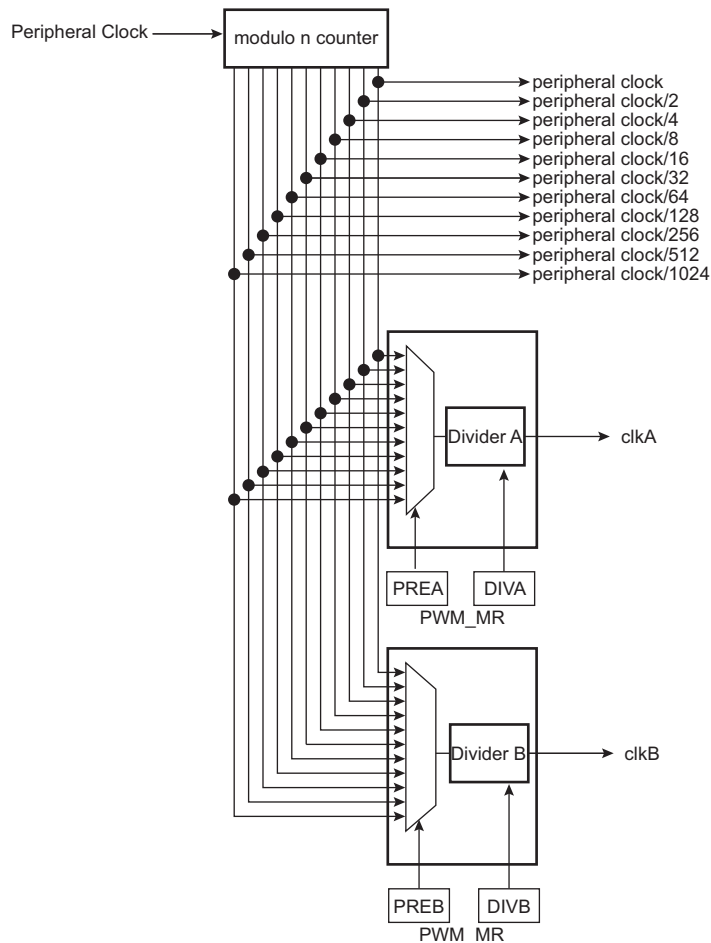 Peripheral Clock
modulo n counter
peripheral clock
peripheral clock/2
peripheral clock/4
peripheral clock/8
peripheral clock/16
peripheral clock/32
peripheral clock/64
peripheral clock/128
peripheral clock/256
peripheral clock/512
peripheral clock/1024
Divider A
clkA
PREA
DIVA
PWM_MR
Divider B
clkB
PREB
DIVB
PWM_MR